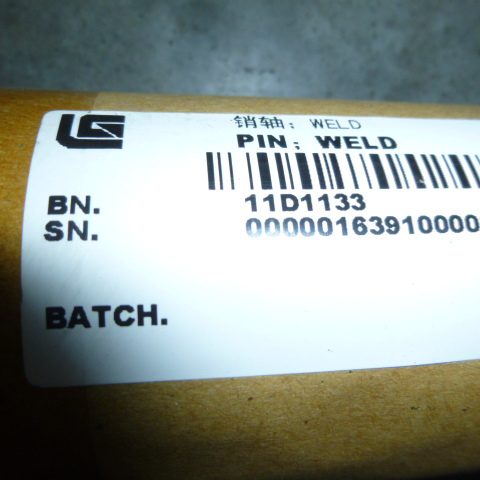 销轴：WELD
PIN；WELD
BN. 11D1133
SN. 00000163910000
BATCH.